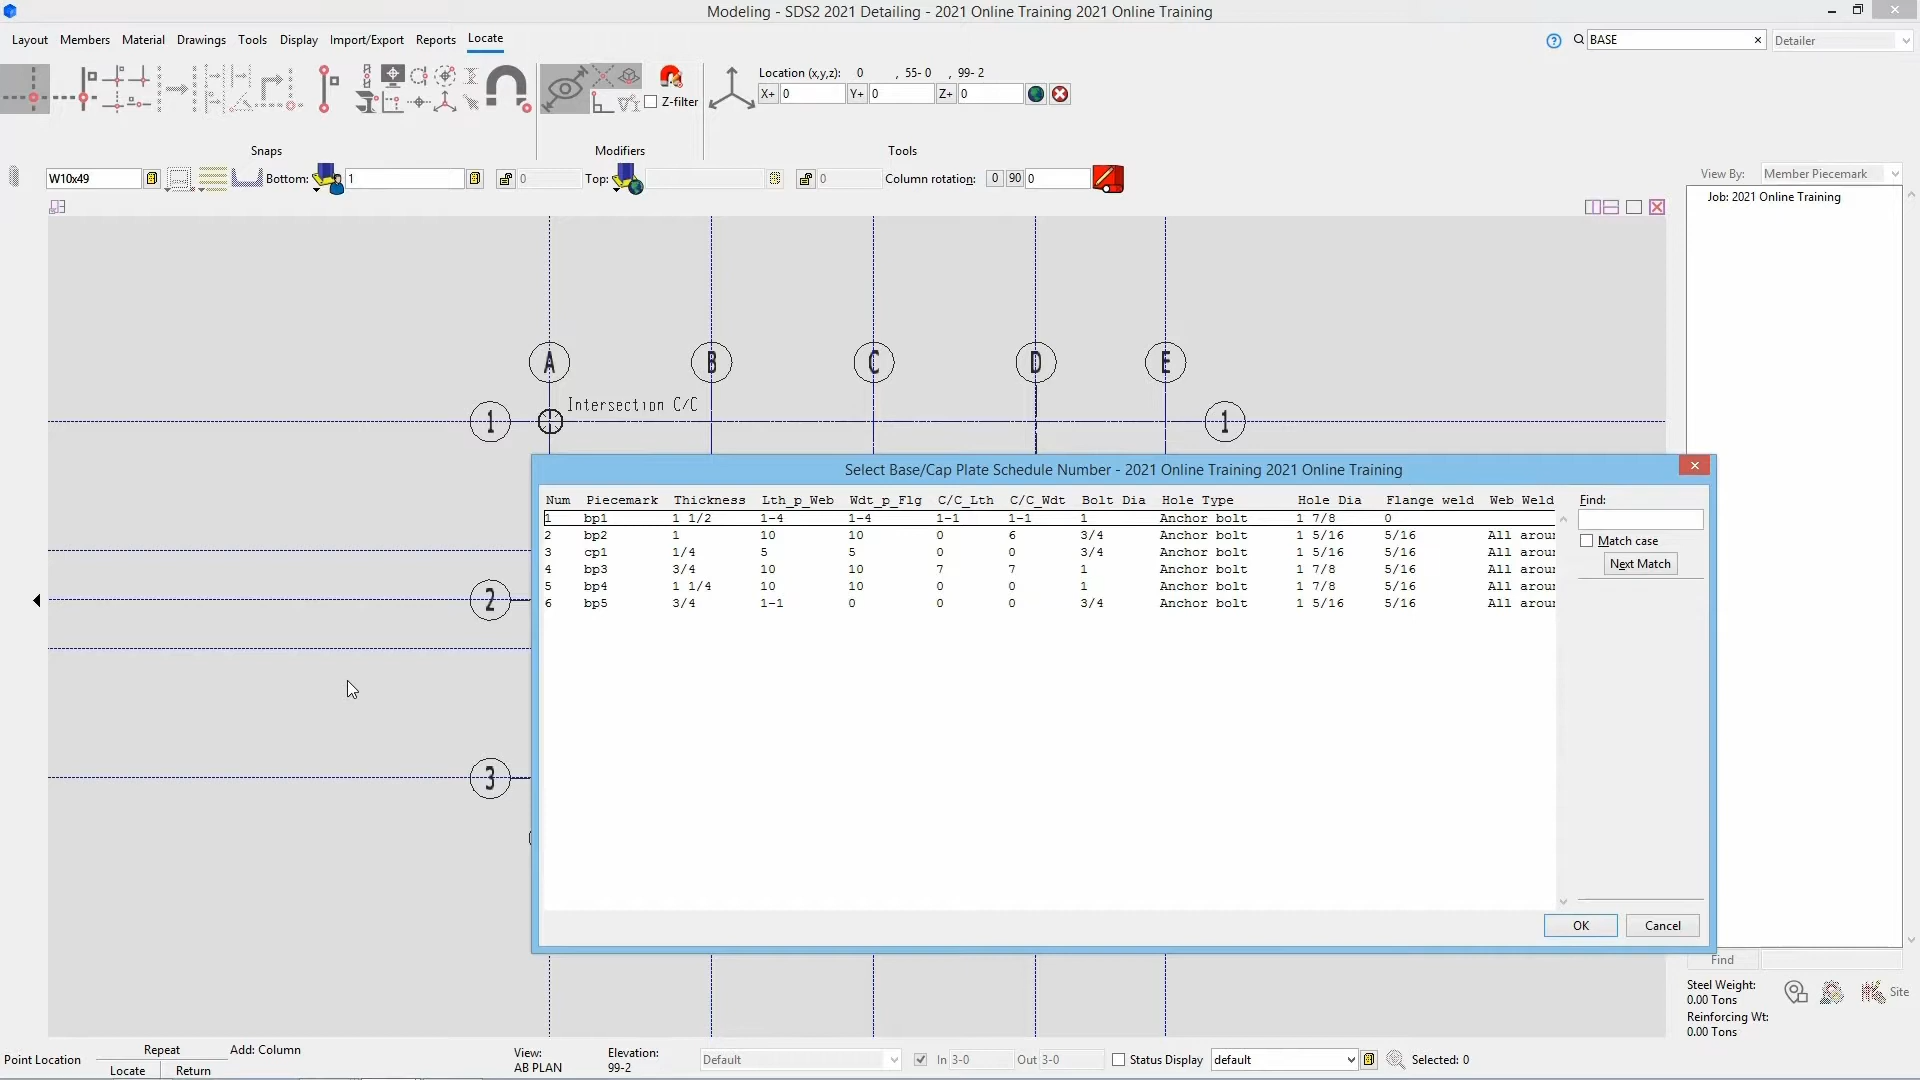 Modeling - SDS2 2021 Detailing - 2021 Online Training 2021 Online Training
Layout Members Material Drawings Tools Display Import/Export Reports Locate
BASE
Detailer
Z-filter
Location (x,y,z): 0 , 55- 0 , 99- 2
X+ 0 Y+ 0 Z+ 0
Snaps Modifiers Tools
W10x49 Bottom: 1 0 Top: 0 Column rotation: 0 90 0
View By: Member Piecemark
Job: 2021 Online Training
A B C D E
1 Intersection C/C 1
2
3
Select Base/Cap Plate Schedule Number - 2021 Online Training 2021 Online Training
Num Piecemark Thickness Lth_p_Web Wdt_p_Flg C/C_Lth C/C_Wdt Bolt Dia Hole Type Hole Dia Flange weld Web Weld
1 bp1 1 1/2 1-4 1-4 1-1 1-1 1 Anchor bolt 1 7/8 0
2 bp2 1 10 10 0 6 3/4 Anchor bolt 1 5/16 5/16 All arou
3 cp1 1/4 5 5 0 0 3/4 Anchor bolt 1 5/16 5/16 All arou
4 bp3 3/4 10 10 7 7 1 Anchor bolt 1 7/8 5/16 All arou
5 bp4 1 1/4 10 10 0 0 1 Anchor bolt 1 7/8 5/16 All arou
6 bp5 3/4 1-1 0 0 0 3/4 Anchor bolt 1 5/16 5/16 All arou
Find:
Match case
Next Match
OK Cancel
Find
Steel Weight:
0.00 Tons
Reinforcing Wt:
0.00 Tons
Site
Point Location
Repeat
Locate
Add: Column
Return
View:
AB PLAN
Elevation:
99-2
Default
In 3-0 Out 3-0
Status Display
default
Selected: 0